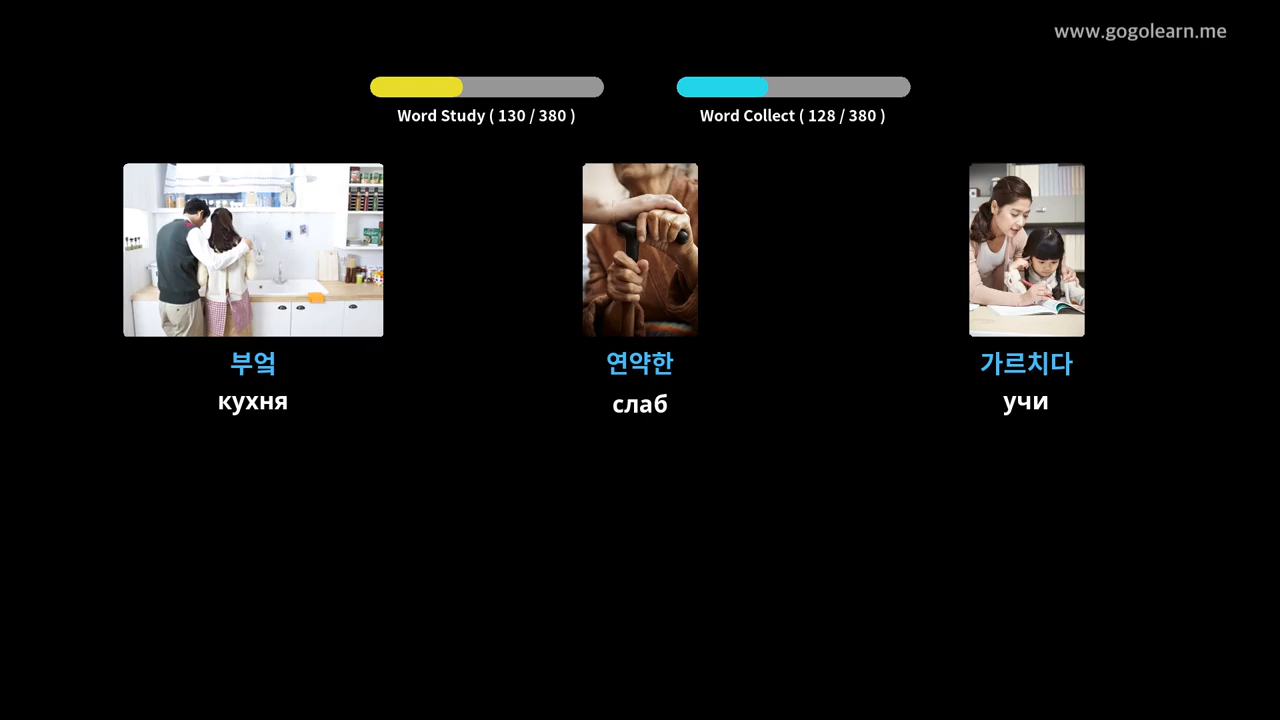 www.gogolearn.me
Word Study ( 130 / 380 )
Word Collect ( 128 / 380 )
부엌
연약한
가르치다
кухня
слаб
учи